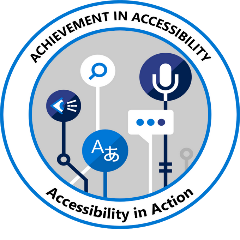 ACHIEVEMENT IN ACCESSIBILITY
Aあ
Accessibility in Action